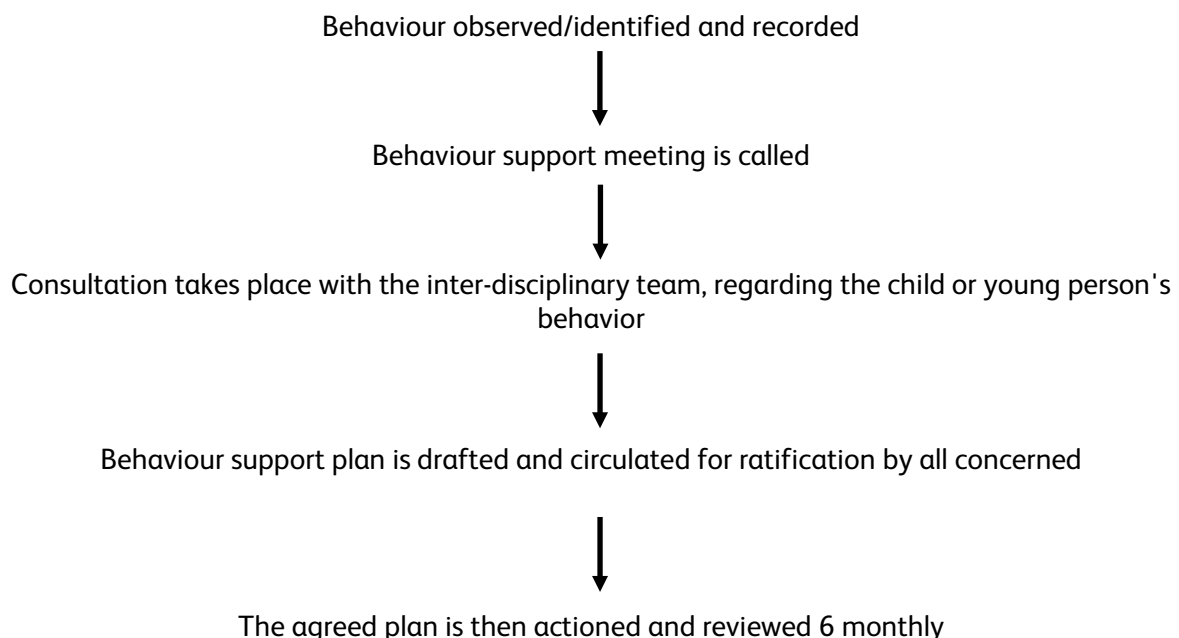 Behaviour observed/identified and recorded
Behaviour support meeting is called
Consultation takes place with the inter-disciplinary team, regarding the child or young person's
behavior
Behaviour support plan is drafted and circulated for ratification by all concerned
The agreed plan is then actioned and reviewed 6 monthly